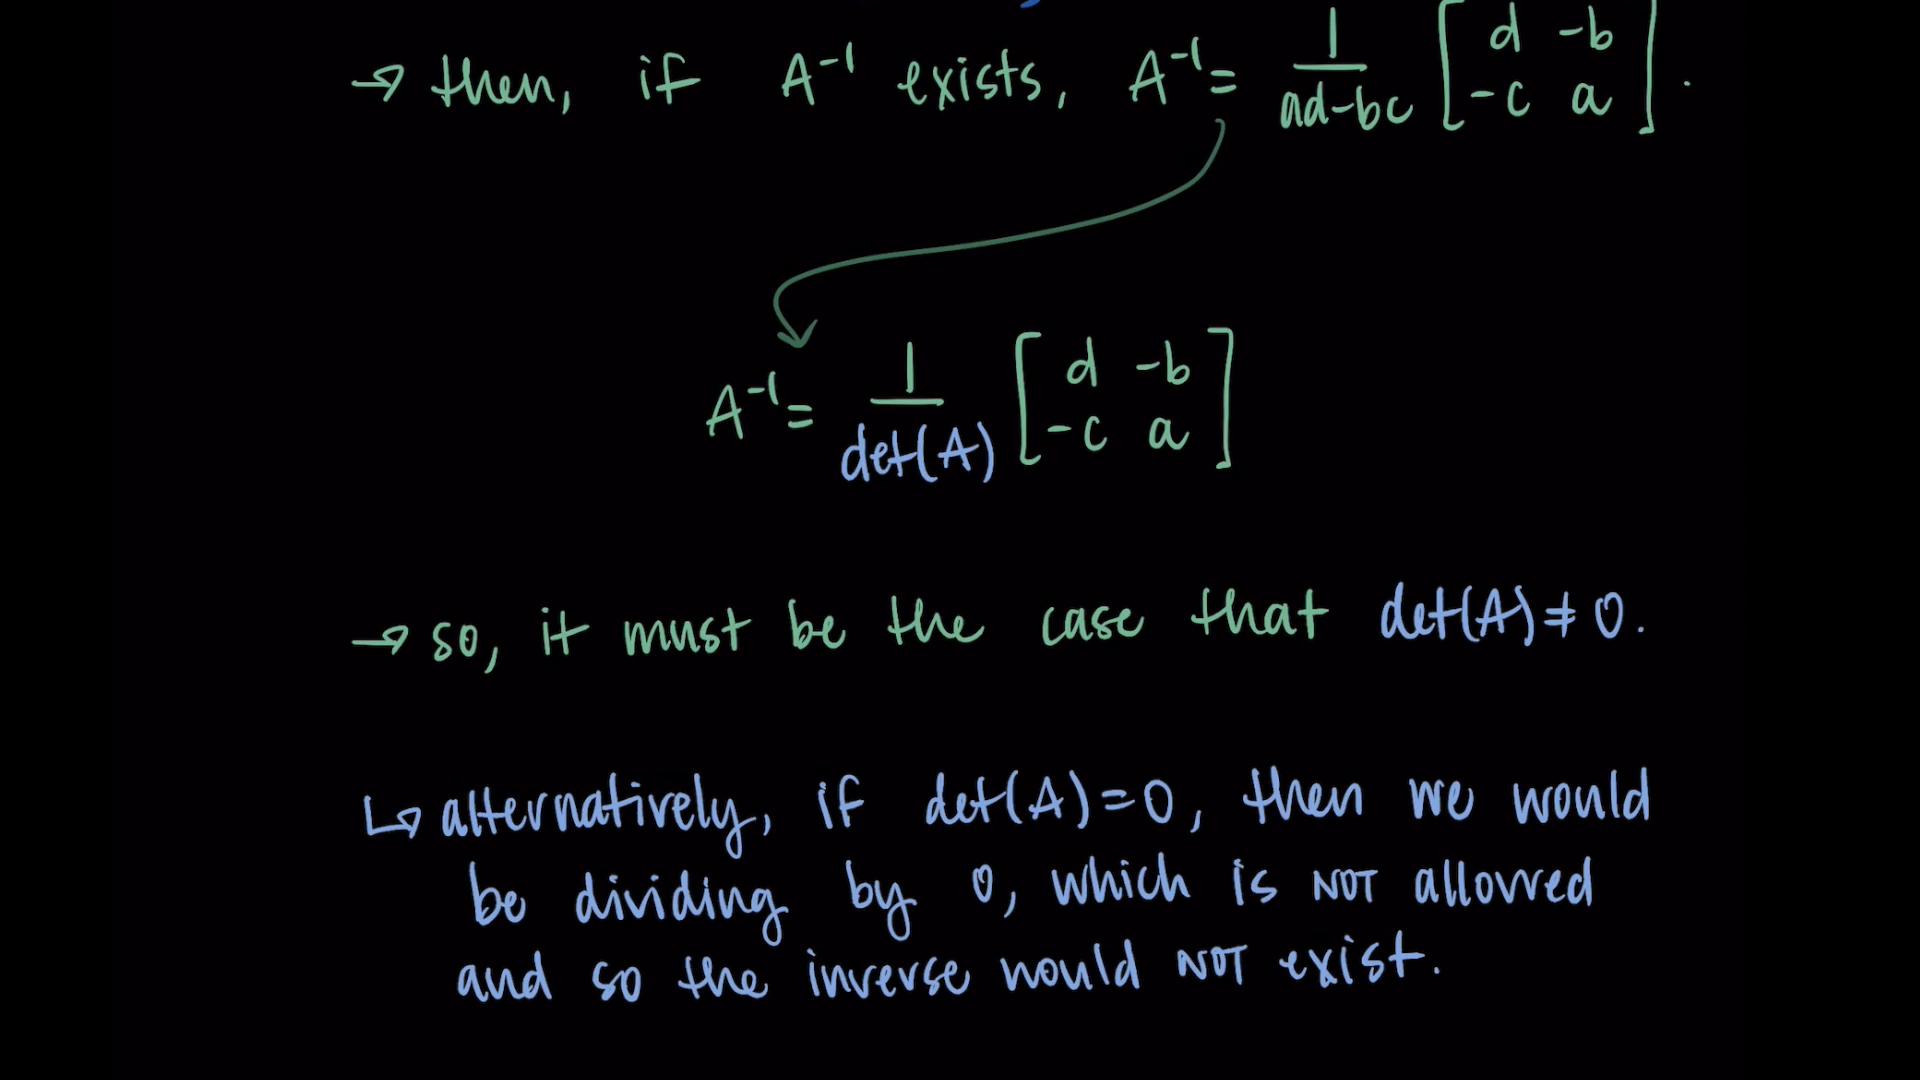 → then, if A⁻¹ exists, A⁻¹ = 1/(ad-bc) [d -b; -c a].
A⁻¹ = 1/det(A) [d -b; -c a]
→ so, it must be the case that det(A) ≠ 0.
↳ alternatively, if det(A) = 0, then we would
be dividing by 0, which is NOT allowed
and so the inverse would NOT exist.